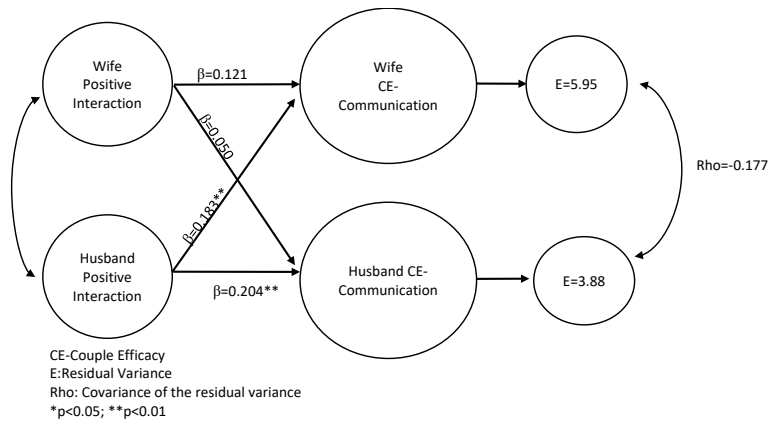 Wife
Positive
Interaction
β=0.121
Wife
CE-
Communication
E=5.95
β=0.050
Rho=-0.177
β=0.183**
Husband
Positive
Interaction
β=0.204**
Husband CE-
Communication
E=3.88
CE-Couple Efficacy
E:Residual Variance
Rho: Covariance of the residual variance
*p<0.05; **p<0.01